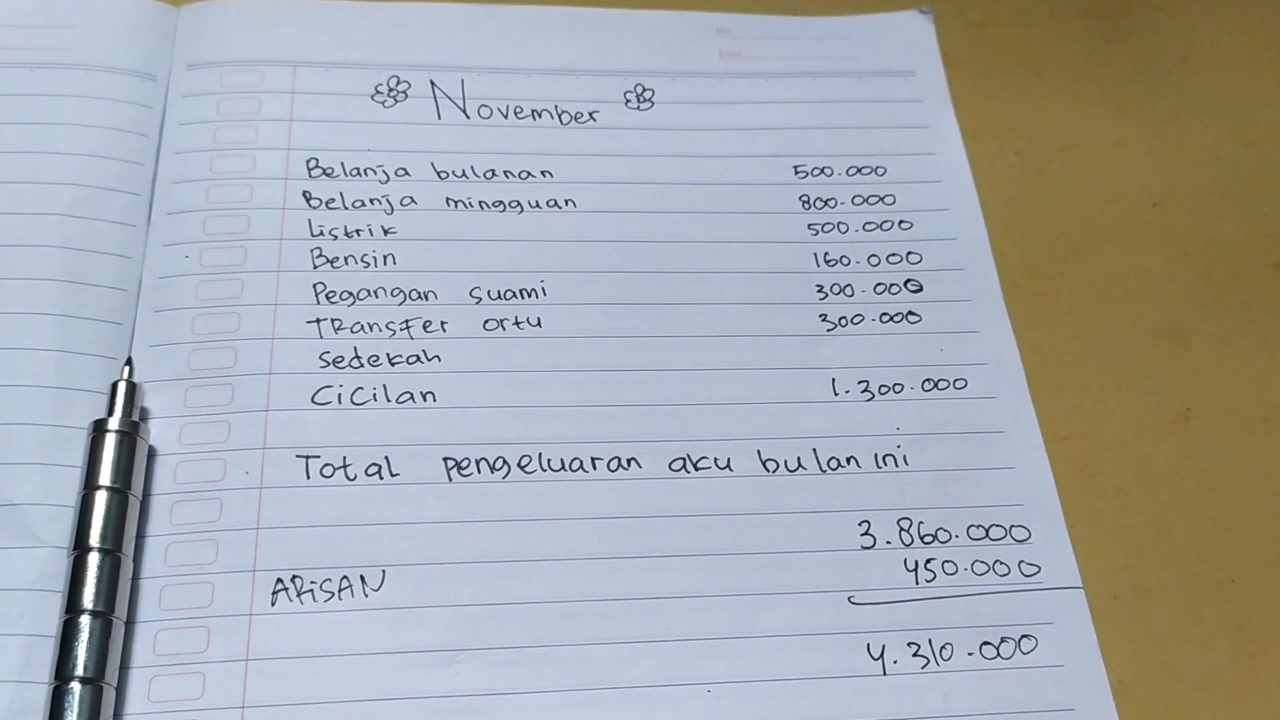 November
Belanja bulanan 500.000
Belanja mingguan 800.000
Listrik 500.000
Bensin 160.000
Pegangan suami 300.000
TRansFer ortu 300.000
Sedekah
CiCilan 1.300.000
Total pengeluaran aku bulan ini
3.860.000
ARiSAN 450.000
4.310.000